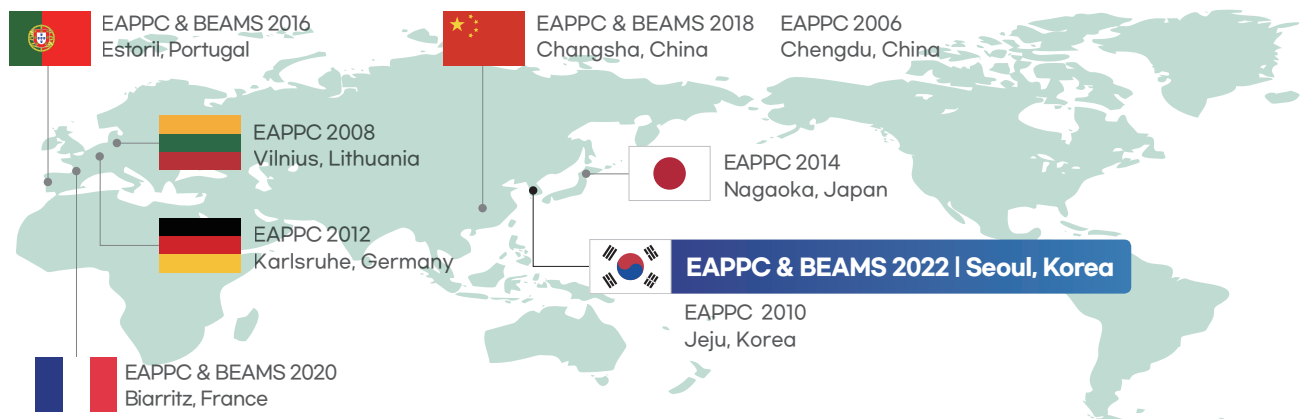 EAPPC & BEAMS 2016
Estoril, Portugal
EAPPC & BEAMS 2018
Changsha, China
EAPPC 2006
Chengdu, China
EAPPC 2008
Vilnius, Lithuania
EAPPC 2014
Nagaoka, Japan
EAPPC 2012
Karlsruhe, Germany
EAPPC & BEAMS 2022 | Seoul, Korea
EAPPC 2010
Jeju, Korea
EAPPC & BEAMS 2020
Biarritz, France